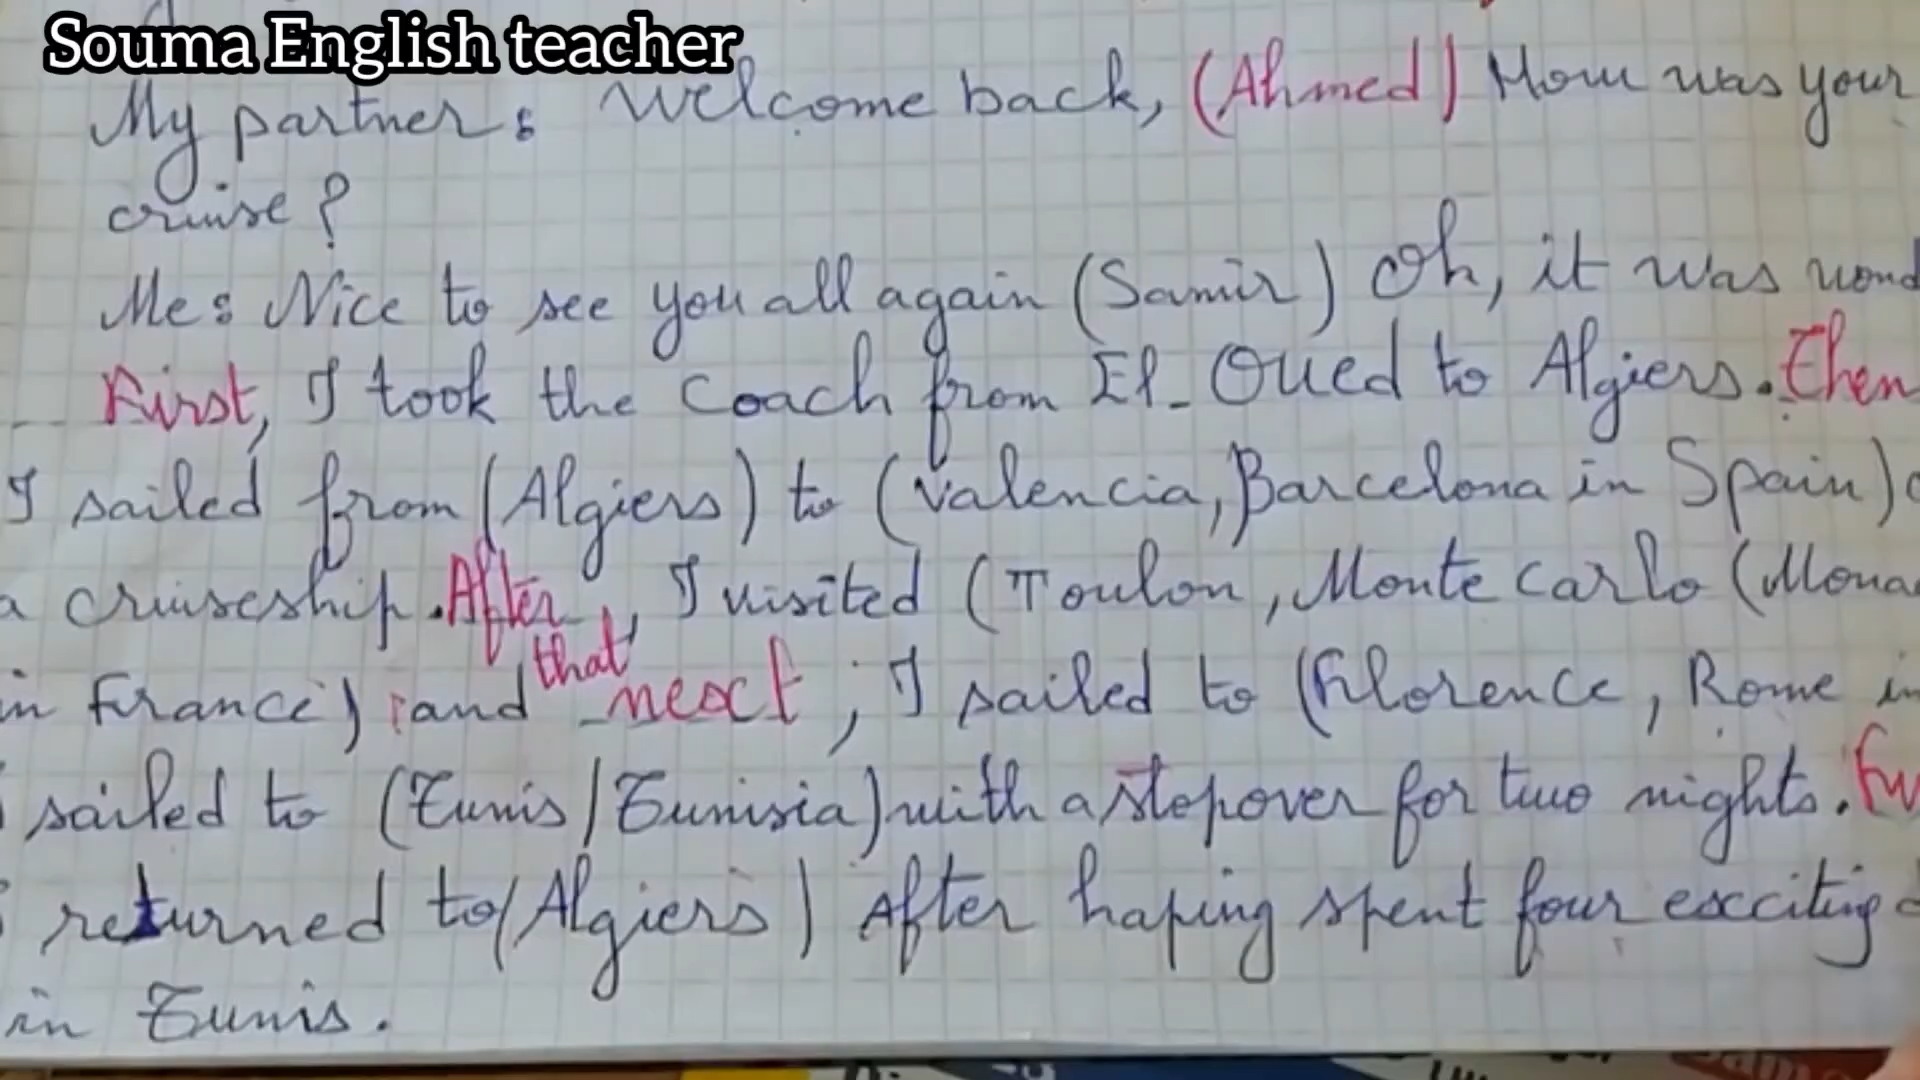 Souma English teacher
My partner: Welcome back, (Ahmed) How was your
cruise?
Me: Nice to see you all again (Samir) Oh, it was
First, I took the Coach from El-Oued to Algiers. Then
I sailed from (Algiers) to (Valencia, Barcelona in Spain)
a cruiseship. After that, I visited (Toulon, Monte Carlo
in France) and next, I sailed to (Florence, Rome in
sailed to (Tunis/Tunisia) with a stopover for two nights.
returned to (Algiers) After haping spent four exciting
in Tunis.